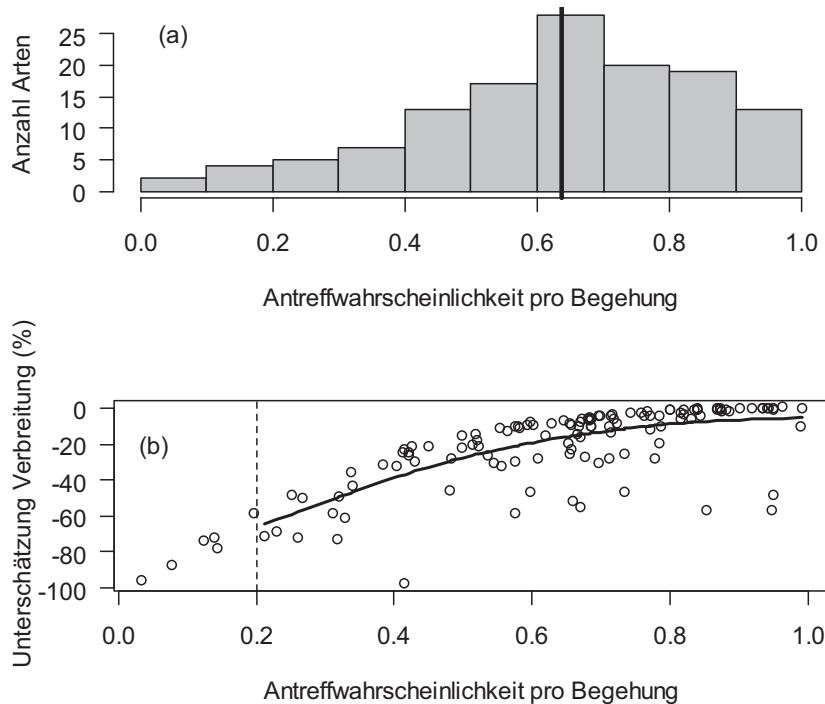 (a)
Anzahl Arten
25
20
15
10
5
0
0.0 0.2 0.4 0.6 0.8 1.0
Antreffwahrscheinlichkeit pro Begehung
(b)
Unterschätzung Verbreitung (%)
0
-20
-40
-60
-80
-100
0.0 0.2 0.4 0.6 0.8 1.0
Antreffwahrscheinlichkeit pro Begehung